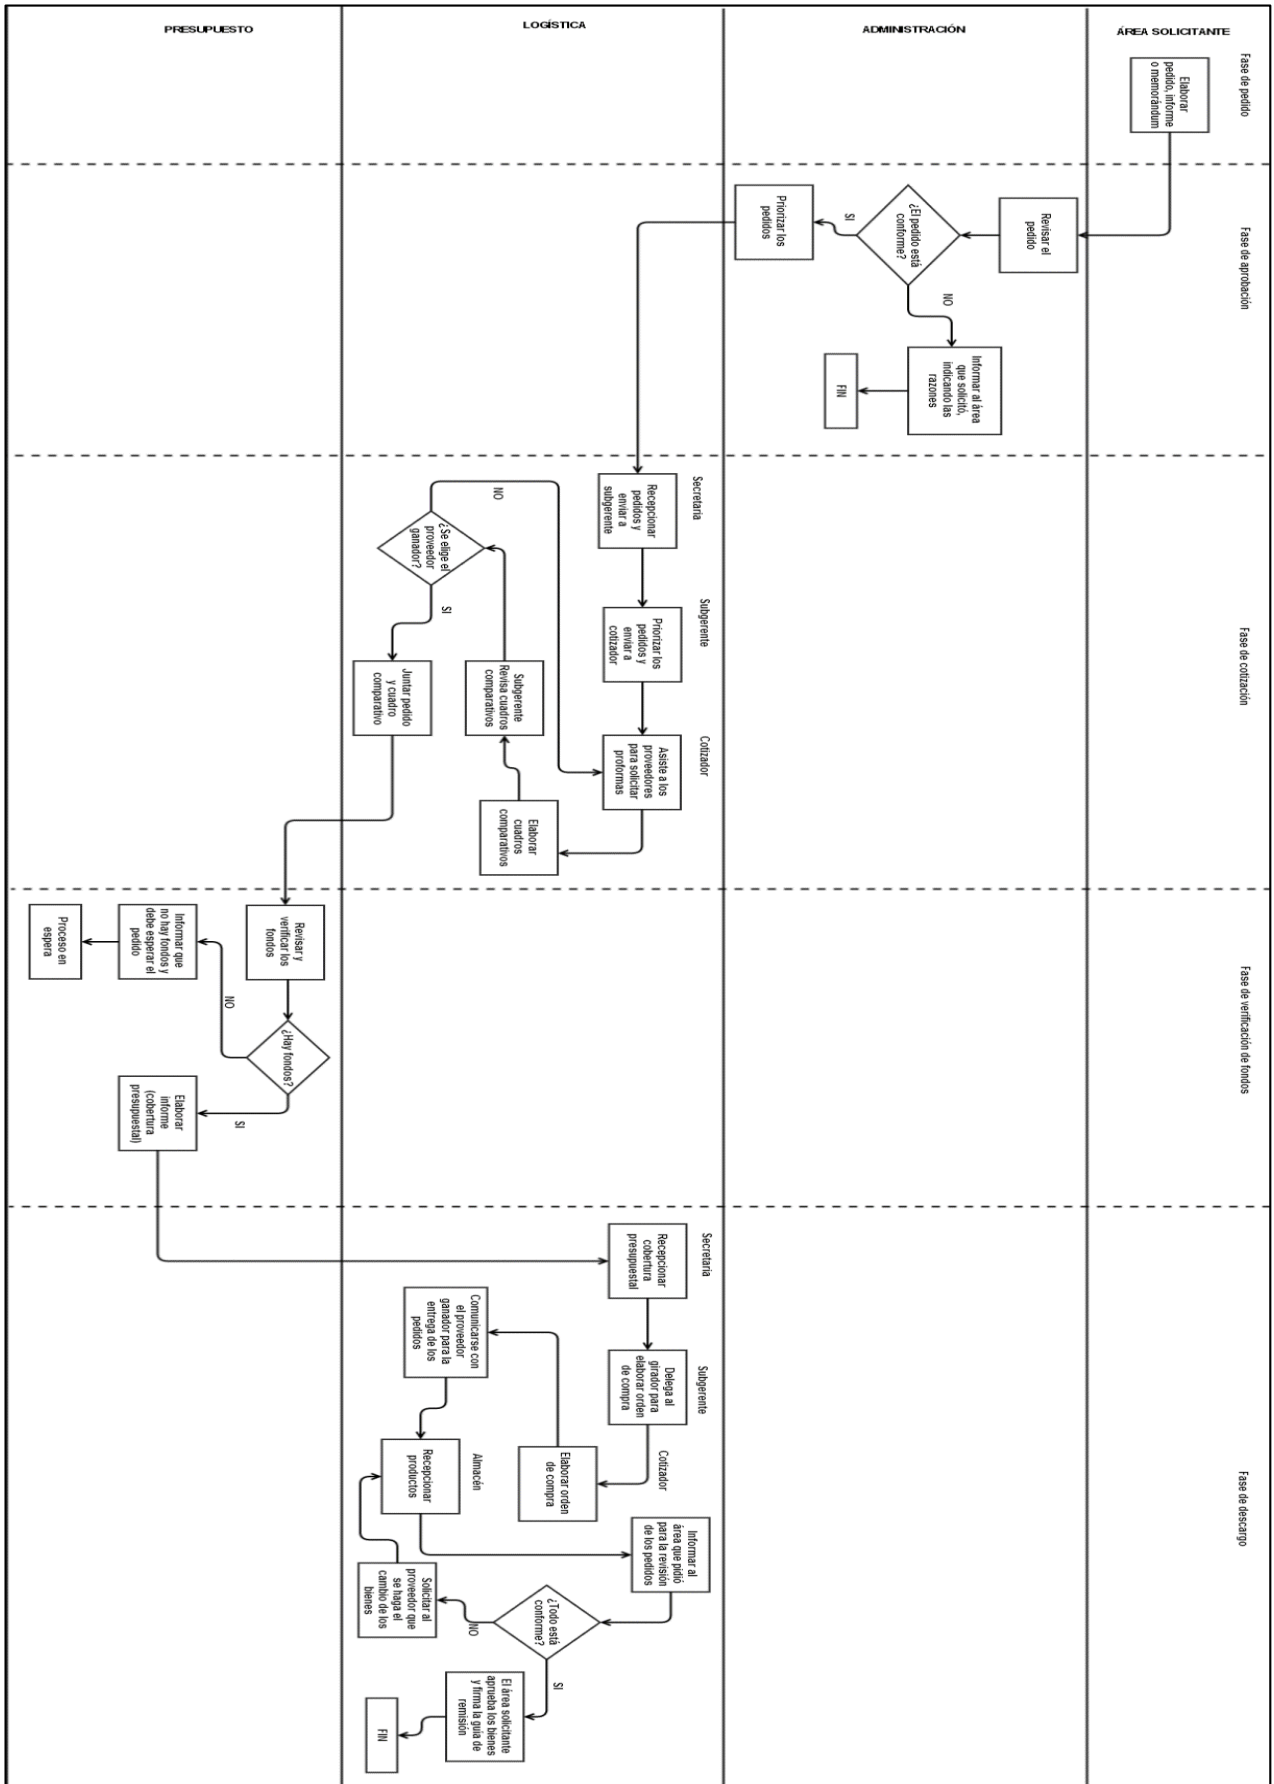 PRESUPUESTO
LOGÍSTICA
ADMINISTRACIÓN
ÁREA SOLICITANTE
Fase de pedido
Elaborar
pedido, informe
o memorándum
Fase de aprobación
Revisar el
pedido
¿El pedido está
conforme?
SI
NO
Priorizar los
pedidos
Informar al área
que solicitó,
indicando las
razones
FIN
Fase de cotización
Secretaria
Recepcionar
pedidos y
enviar a
subgerente
Subgerente
Priorizar los
pedidos y
enviar a
cotizador
Cotizador
Asiste a los
proveedores
para solicitar
proformas
Elaborar
cuadros
comparativos
Subgerente
Revisa cuadros
comparativos
¿Se elige el
proveedor
ganador?
NO
SI
Juntar pedido
y cuadro
comparativo
Fase de verificación de fondos
Revisar y
verificar los
fondos
¿Hay fondos?
NO
Informar que
no hay fondos y
debe esperar el
pedido
Proceso en
espera
SI
Elaborar
informe
(cobertura
presupuestal)
Fase de descargo
Secretaria
Recepcionar
cobertura
presupuestal
Subgerente
Delega al
girador para
elaborar orden
de compra
Cotizador
Elaborar orden
de compra
Comunicarse con
el proveedor
ganador para la
entrega de los
pedidos
Almacén
Recepcionar
productos
Informar al
área que pidió
para la revisión
de los pedidos
¿Todo está
conforme?
NO
Solicitar al
proveedor que
se haga el
cambio de los
bienes
SI
El área solicitante
aprueba los bienes
y firma la guía de
remisión
FIN